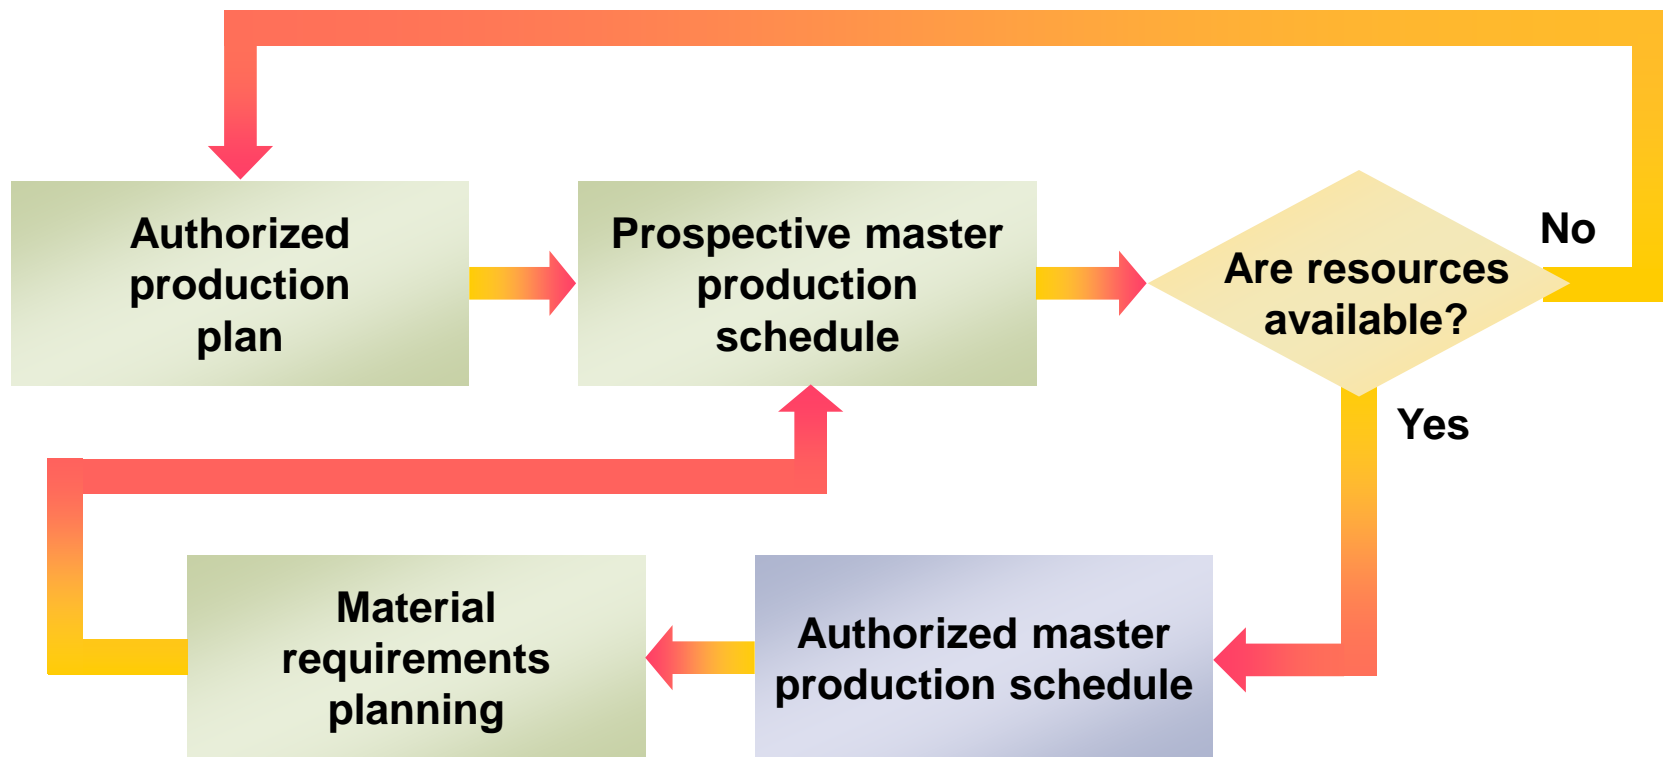 Authorized
production
plan
Prospective master
production
schedule
Are resources
available?
No
Yes
Material
requirements
planning
Authorized master
production schedule